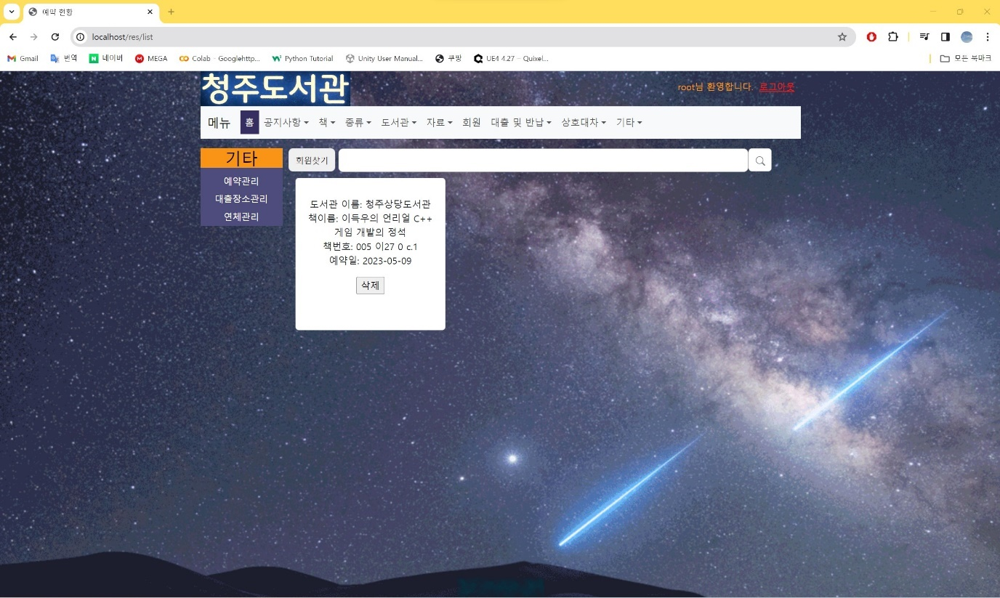 예약 현황
localhost/res/list
Gmail 번역 네이버 MEGA Colab - Googlehttp... Python Tutorial Unity User Manual... 쿠팡 UE4 4.27 – Quixel... 모든 북마크
청주도서관
root님 환영합니다. 로그아웃
메뉴 홈 공지사항 책 종류 도서관 자료 회원 대출 및 반납 상호대차 기타
기타
예약관리
대출장소관리
연체관리
회원찾기
도서관 이름: 청주상당도서관
책이름: 이득우의 언리얼 C++
게임 개발의 정석
책번호: 005 이27 0 c.1
예약일: 2023-05-09
삭제